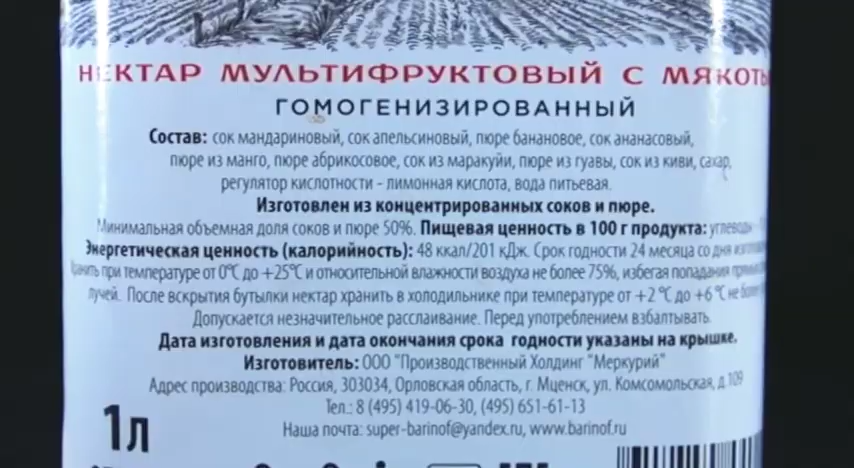 НЕКТАР МУЛЬТИФРУКТОВЫЙ С МЯКОТЬ
ГОМОГЕНИЗИРОВАННЫЙ
Состав: сок мандариновый, сок апельсиновый, пюре банановое, сок ананасовый,
пюре из манго, пюре абрикосовое, сок из маракуйи, пюре из гуавы, сок из киви, сахар,
регулятор кислотности - лимонная кислота, вода питьевая.
Изготовлен из концентрированных соков и пюре.
Минимальная объемная доля соков и пюре 50%. Пищевая ценность в 100 г продукта: углеводы
Энергетическая ценность (калорийность): 48 ккал/201 кДж. Срок годности 24 месяца со дня
Хранить при температуре от 0°С до +25°С и относительной влажности воздуха не более 75%, избегая попадания
лучей. После вскрытия бутылки нектар хранить в холодильнике при температуре от +2 °С до +6 °С не
Допускается незначительное расслаивание. Перед употреблением взбалтывать.
Дата изготовления и дата окончания срока годности указаны на крышке.
Изготовитель: ООО "Производственный Холдинг "Меркурий"
Адрес производства: Россия, 303034, Орловская область, г. Мценск, ул. Комсомольская, д.109
Тел.: 8 (495) 419-06-30, (495) 651-61-13
Наша почта: super-barinof@yandex.ru, www.barinof.ru
1л